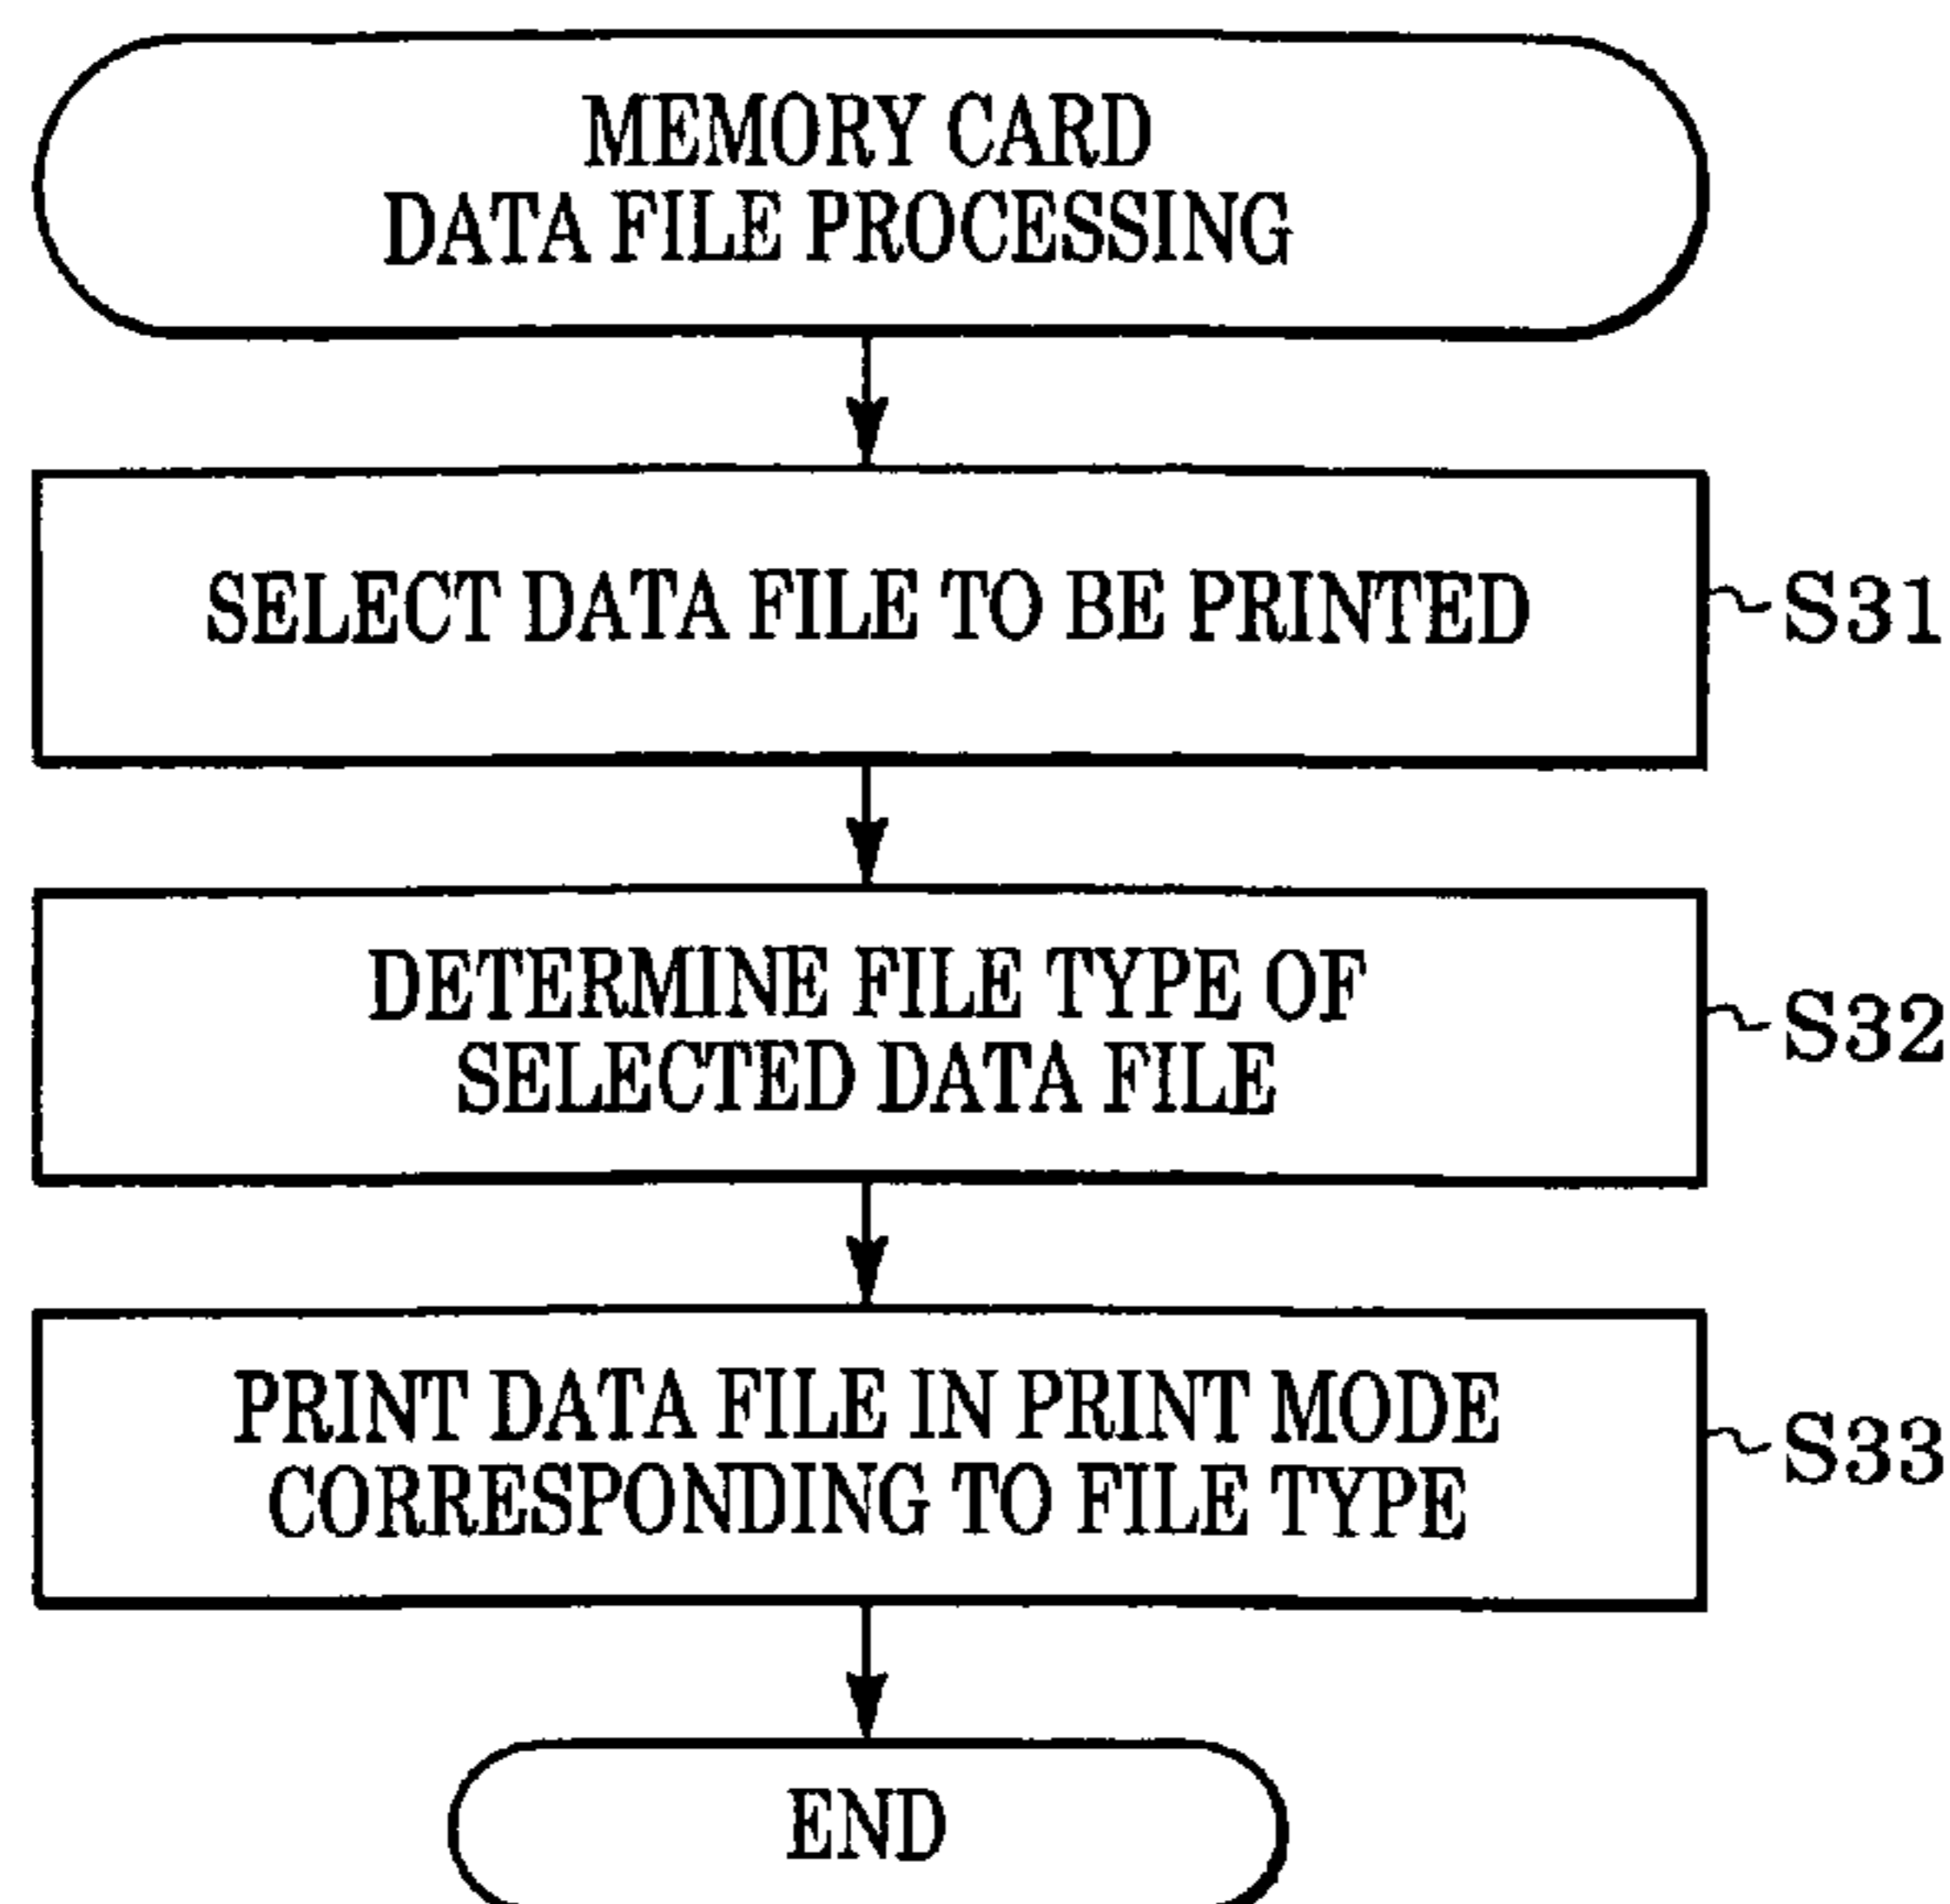 MEMORY CARD
DATA FILE PROCESSING
SELECT DATA FILE TO BE PRINTED
S31
DETERMINE FILE TYPE OF
SELECTED DATA FILE
S32
PRINT DATA FILE IN PRINT MODE
CORRESPONDING TO FILE TYPE
S33
END